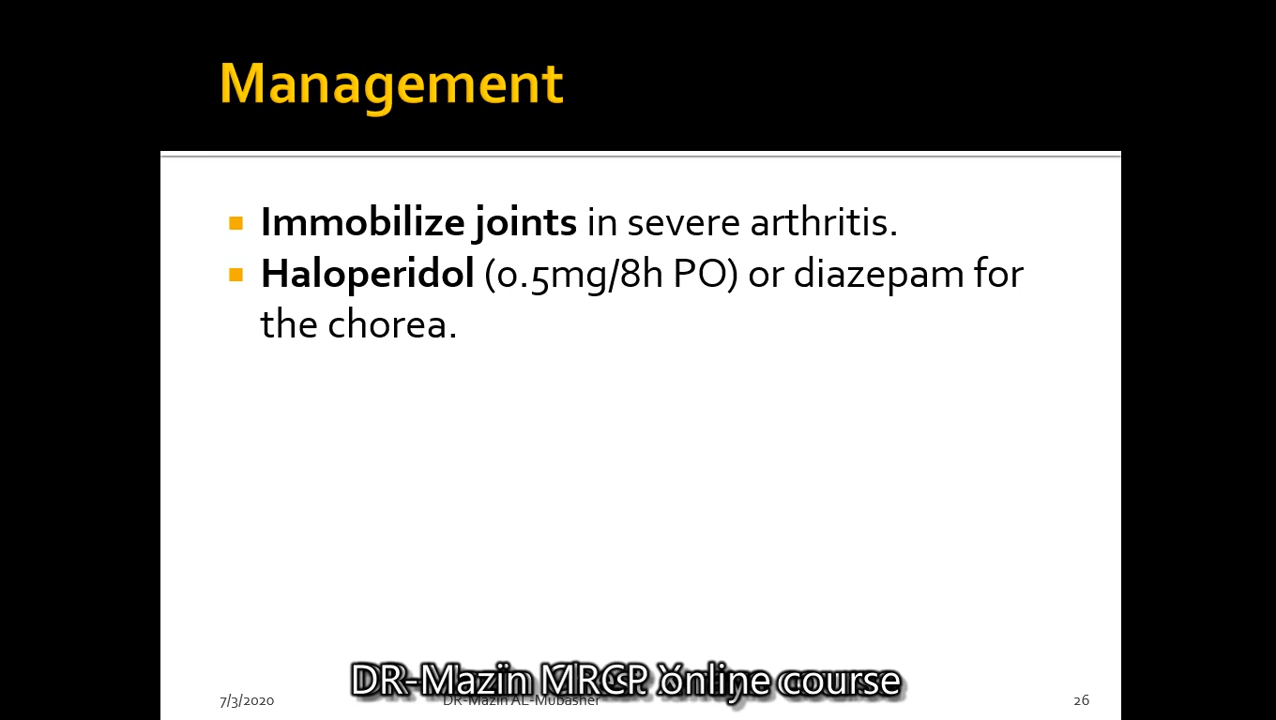 Management
Immobilize joints in severe arthritis.
Haloperidol (0.5mg/8h PO) or diazepam for
the chorea.
DR-Mazin MRCP online course
7/3/2020 DR-Mazin AL-Mubasher 26